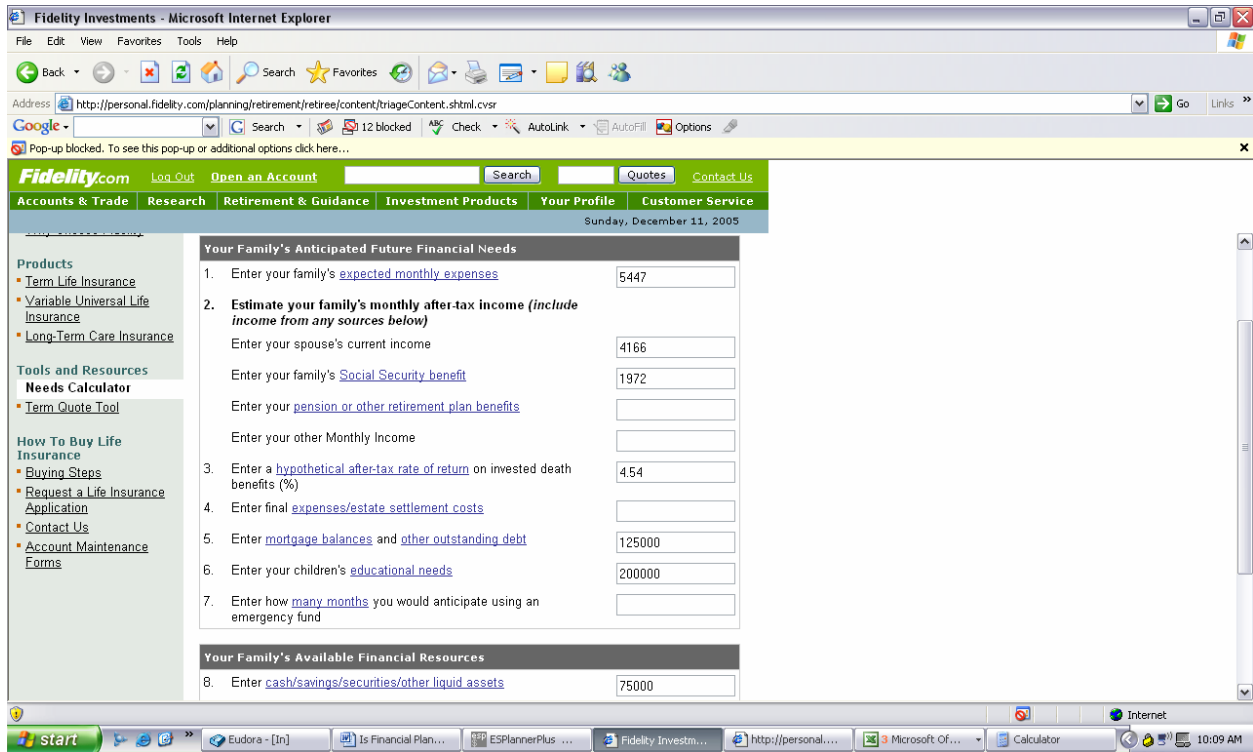 Fidelity Investments - Microsoft Internet Explorer
File Edit View Favorites Tools Help
Back Search Favorites
Address http://personal.fidelity.com/planning/retirement/retiree/content/triageContent.shtml.cvsr Go Links »
Google Search 12 blocked ABC Check AutoLink AutoFill Options
Pop-up blocked. To see this pop-up or additional options click here...
Fidelity.com Log Out Open an Account Search Quotes Contact Us
Accounts & Trade Research Retirement & Guidance Investment Products Your Profile Customer Service
Sunday, December 11, 2005
Products
Term Life Insurance
Variable Universal Life
Insurance
Long-Term Care Insurance
Tools and Resources
Needs Calculator
Term Quote Tool
How To Buy Life
Insurance
Buying Steps
Request a Life Insurance
Application
Contact Us
Account Maintenance
Forms
Your Family's Anticipated Future Financial Needs
1. Enter your family's expected monthly expenses 5447
2. Estimate your family's monthly after-tax income (include
income from any sources below)
Enter your spouse's current income 4166
Enter your family's Social Security benefit 1972
Enter your pension or other retirement plan benefits
Enter your other Monthly Income
3. Enter a hypothetical after-tax rate of return on invested death
benefits (%) 4.54
4. Enter final expenses/estate settlement costs
5. Enter mortgage balances and other outstanding debt 125000
6. Enter your children's educational needs 200000
7. Enter how many months you would anticipate using an
emergency fund
Your Family's Available Financial Resources
8. Enter cash/savings/securities/other liquid assets 75000
Internet
start » Eudora - [In] Is Financial Plan... ESPlannerPlus ... Fidelity Investm... http://personal.... 3 Microsoft Of... Calculator 10:09 AM